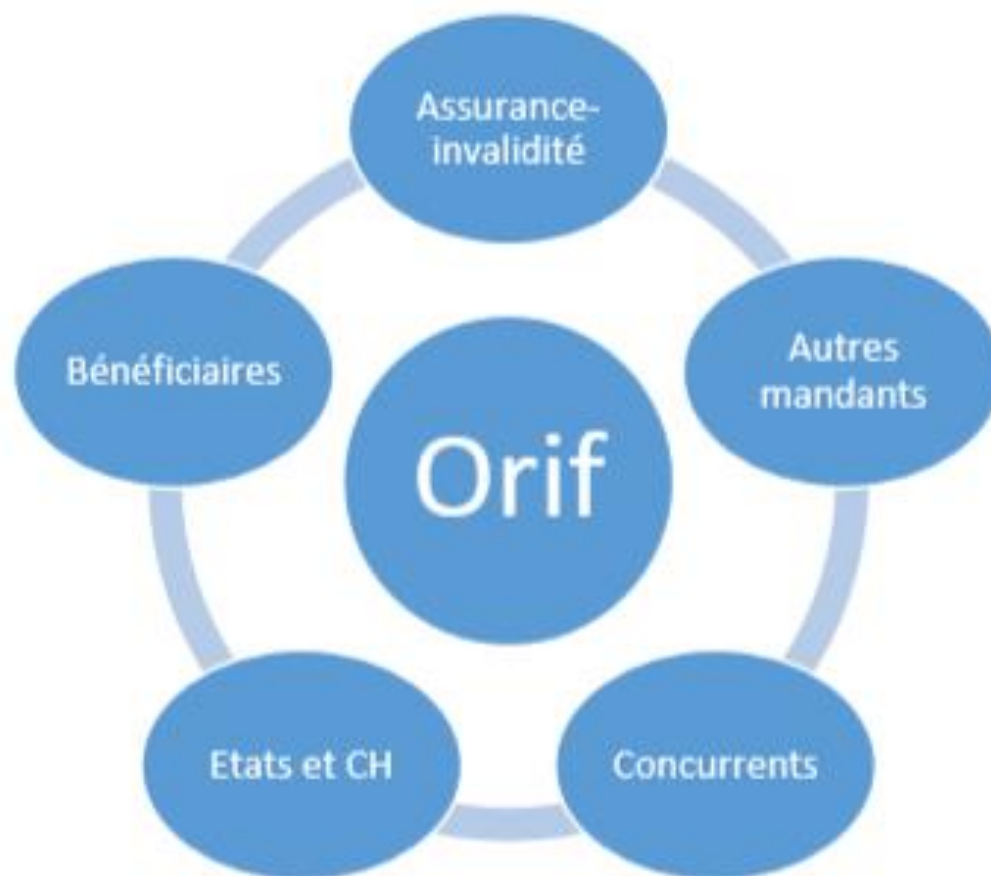 Assurance-
invalidité
Bénéficiaires
Autres
mandants
Orif
Etats et CH
Concurrents